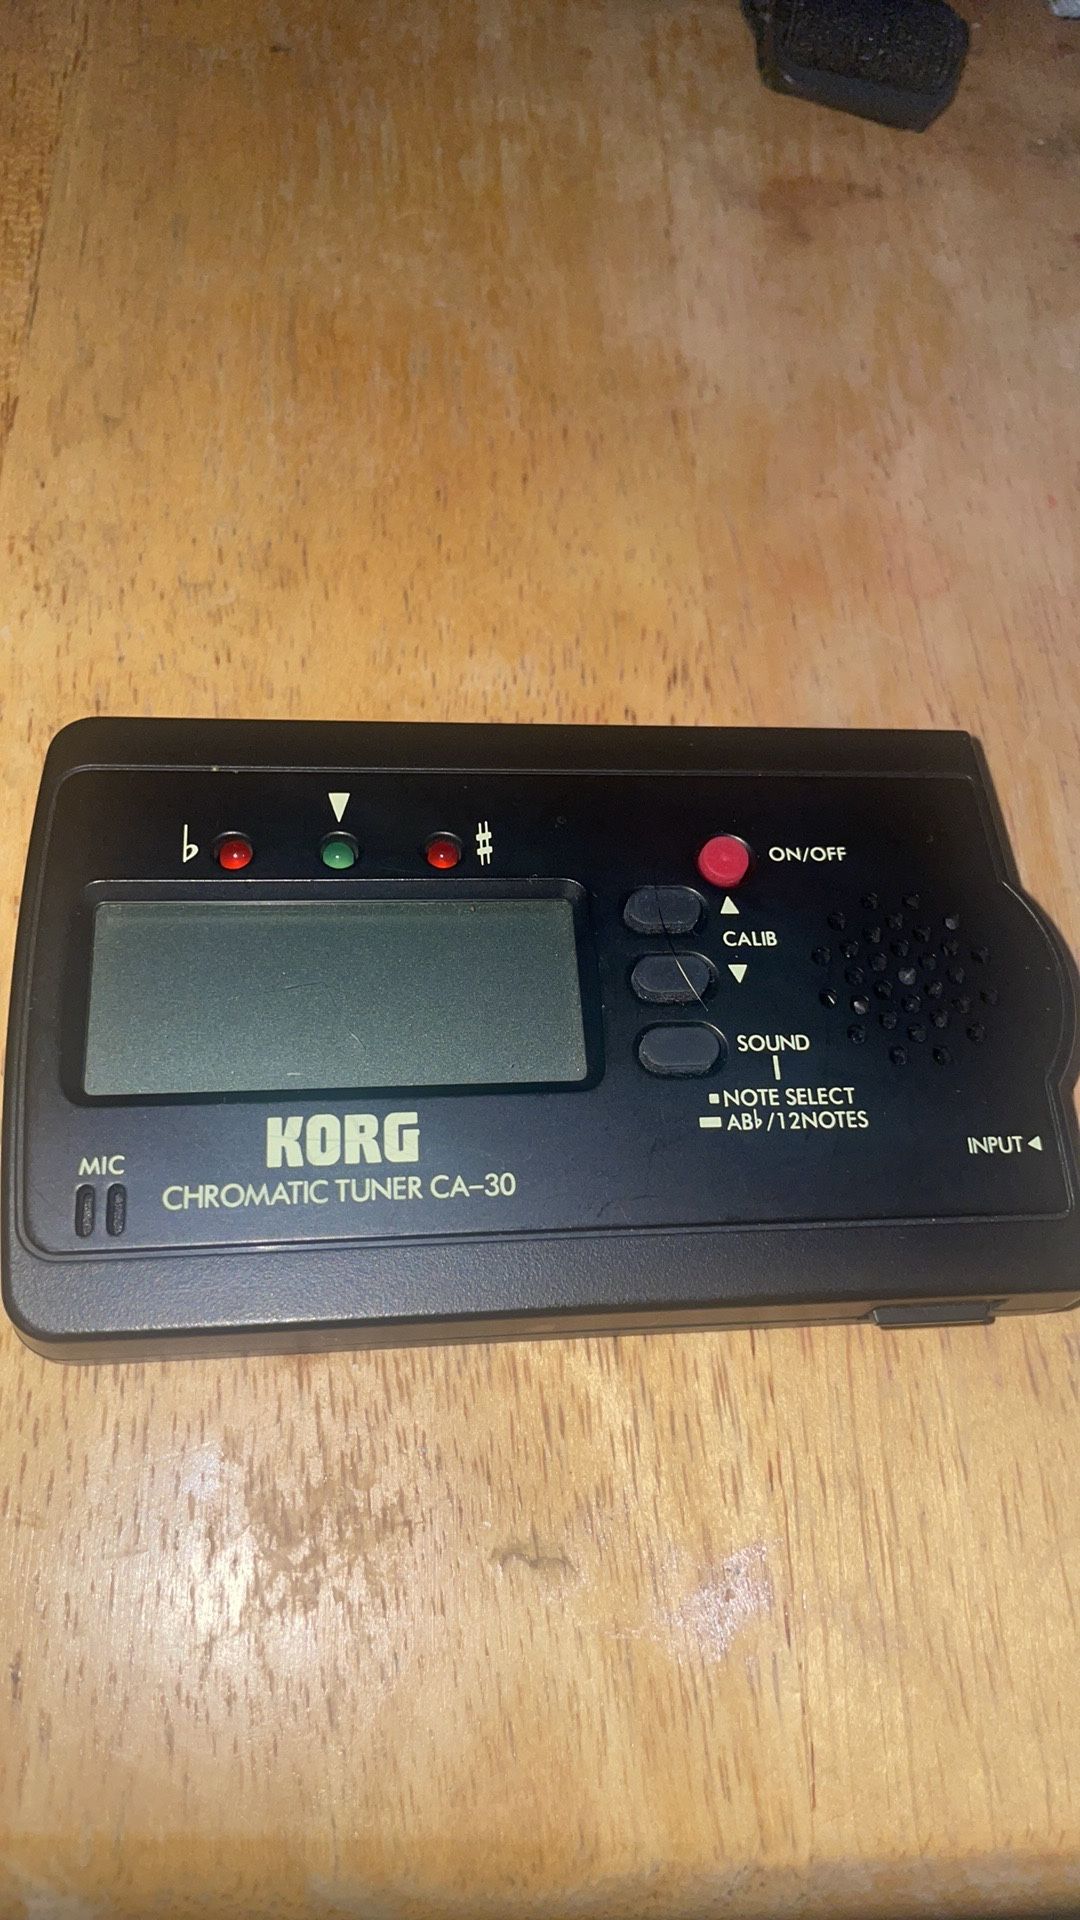 ♭ ▼ ♯
ON/OFF
▲
CALIB
▼
SOUND
▪ NOTE SELECT
▬ AB♭/12NOTES
INPUT ◀
KORG
MIC
CHROMATIC TUNER CA-30